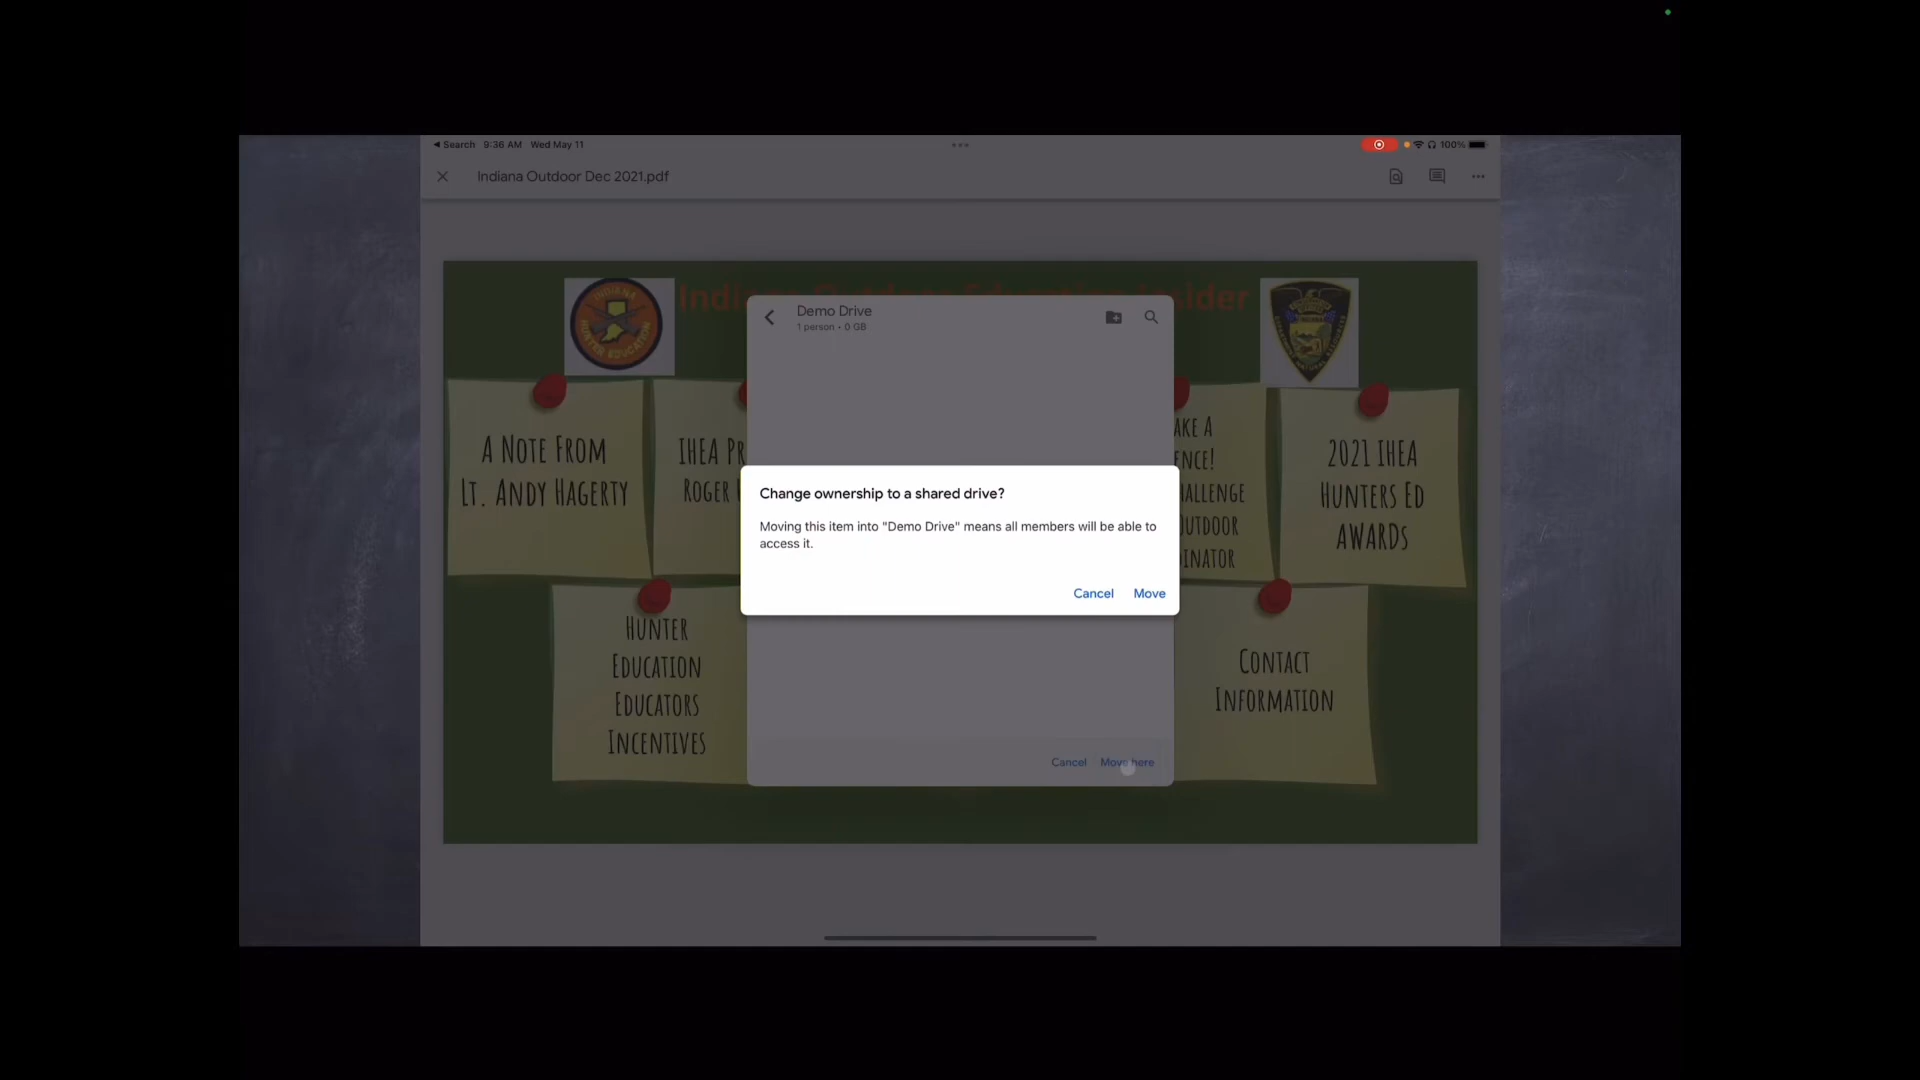 Search 9:36 AM Wed May 11
100%
Indiana Outdoor Dec 2021.pdf
Demo Drive
1 person • 0 GB
A Note From
Lt. Andy Hagerty
IHEA Pr
Roger
2021 IHEA
Hunters Ed
Awards
Change ownership to a shared drive?
Moving this item into "Demo Drive" means all members will be able to
access it.
Cancel Move
Hunter
Education
Educators
Incentives
Contact
Information
Cancel Move here